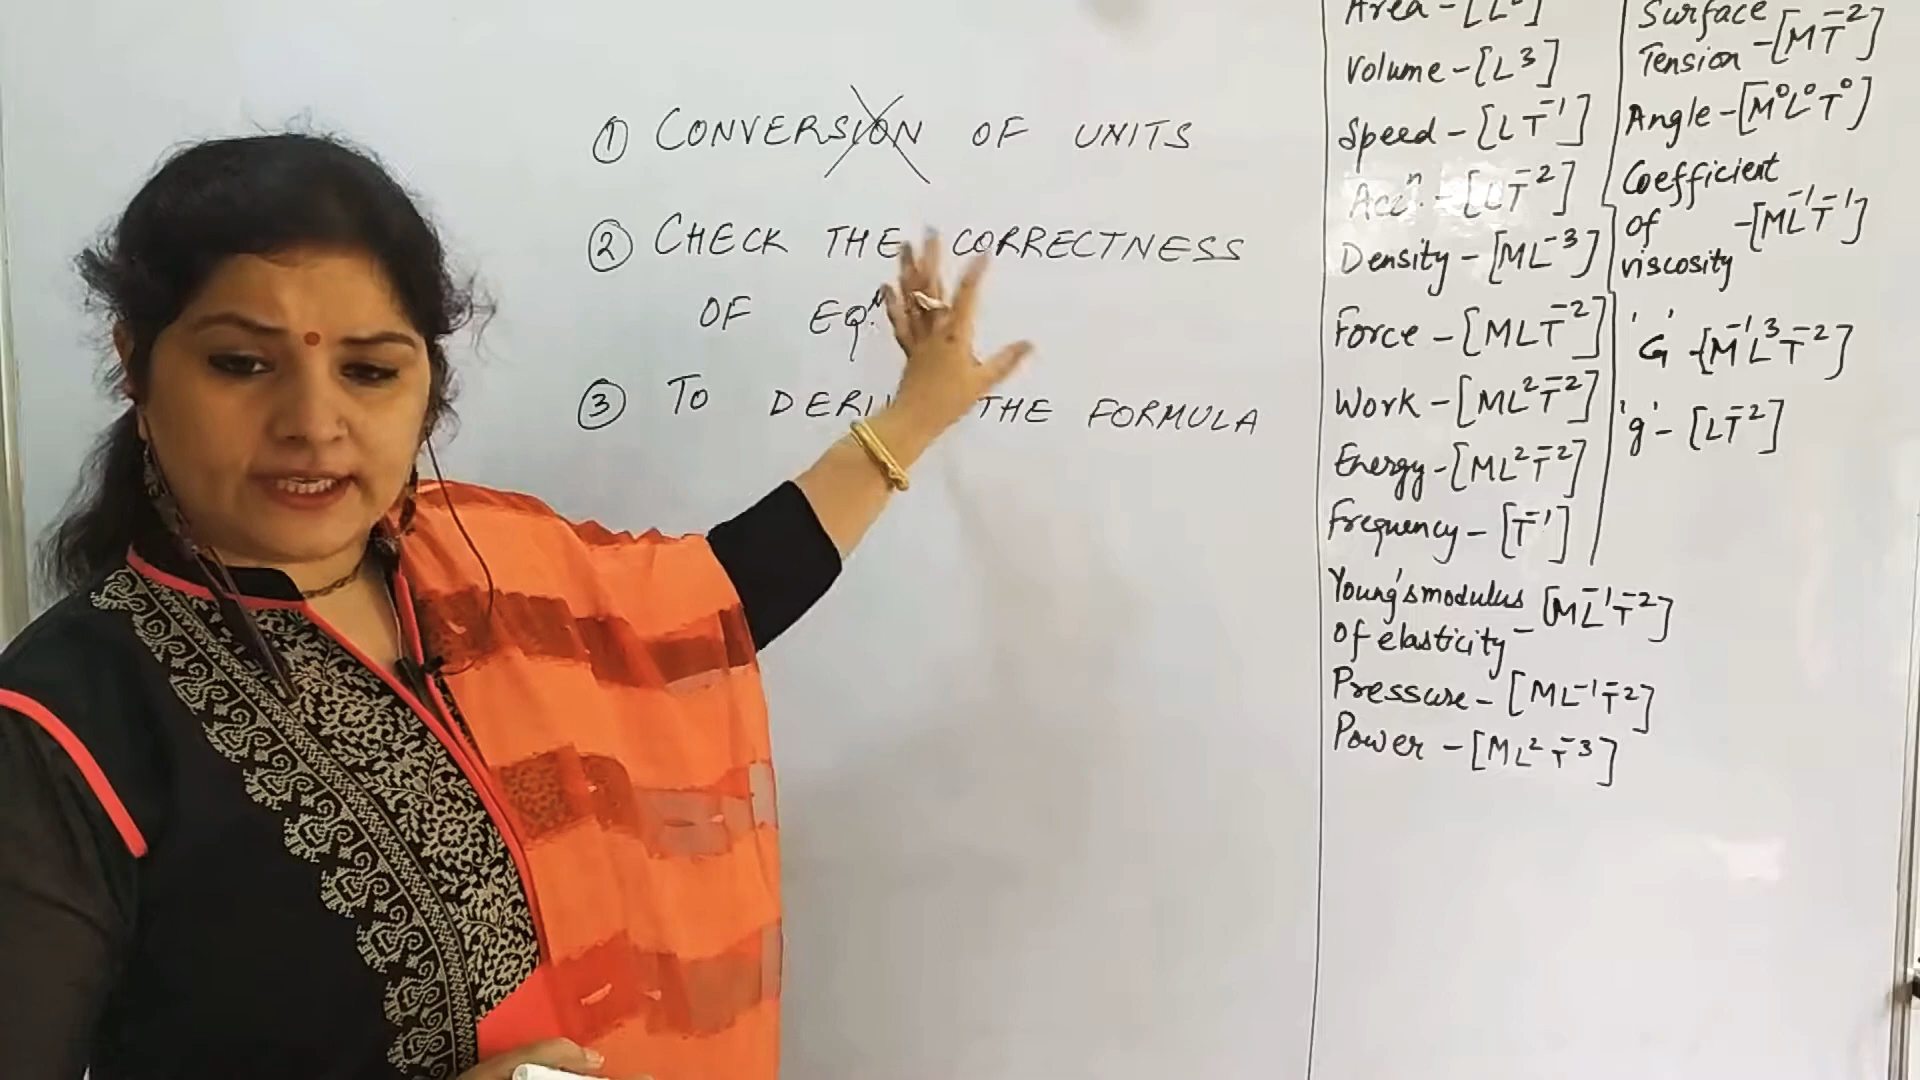 ① CONVERSION OF UNITS
② CHECK THE CORRECTNESS
OF EQⁿ.
③ TO THE FORMULA
Area - [L
Volume - [L³]
Speed - [LT⁻¹]
Accⁿ. - [LT⁻²]
Density - [ML⁻³]
Force - [MLT⁻²]
Work - [ML²T⁻²]
Energy - [ML²T⁻²]
Frequency - [T⁻¹]
Young's modulus
of elasticity - [ML⁻¹T⁻²]
Pressure - [ML⁻¹T⁻²]
Power - [ML²T⁻³]
Surface
Tension - [MT⁻²]
Angle - [M⁰L⁰T⁰]
Coefficient
of - [ML⁻¹T⁻¹]
viscosity
'G' - [M⁻¹L³T⁻²]
'g' - [LT⁻²]